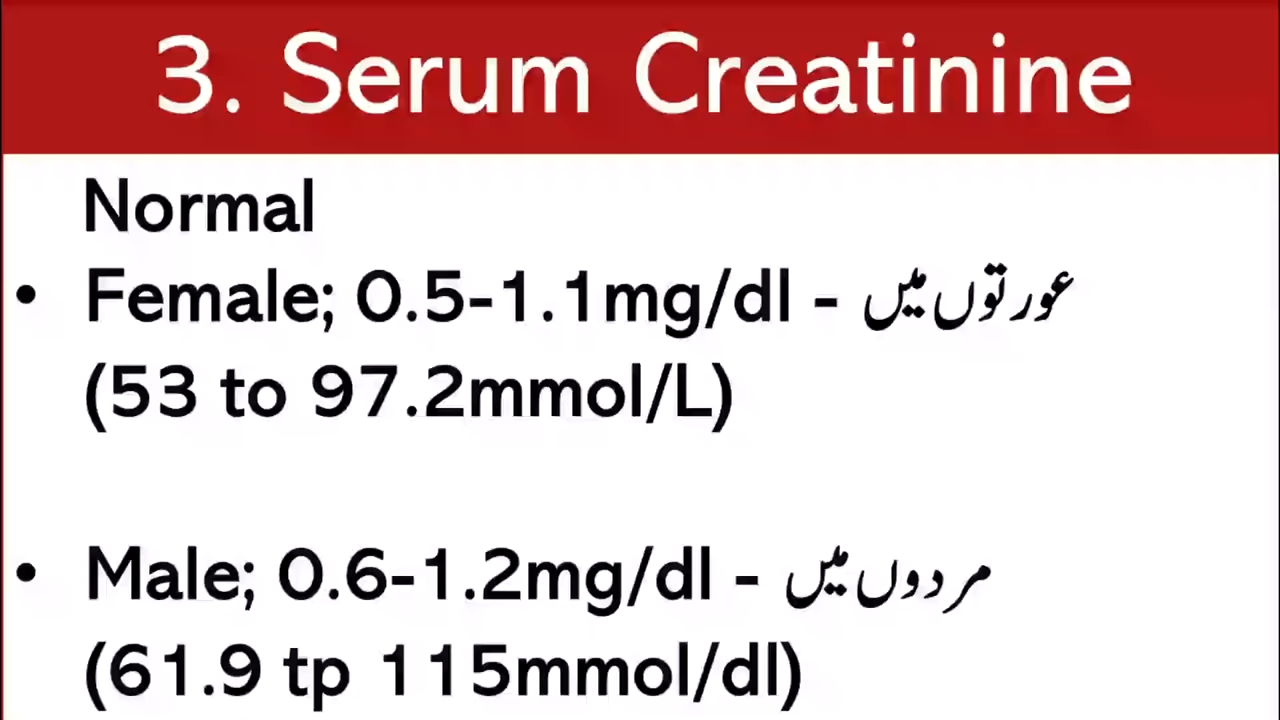 3. Serum Creatinine
Normal
• Female; 0.5-1.1mg/dl - عورتوں میں
(53 to 97.2mmol/L)
• Male; 0.6-1.2mg/dl - مردوں میں
(61.9 tp 115mmol/dl)